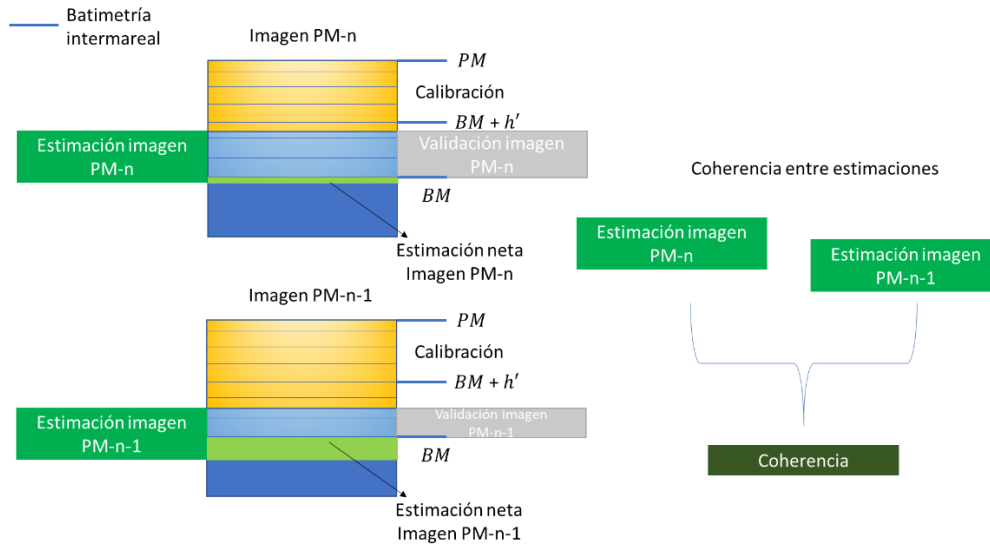 Batimetría
intermareal
Imagen PM-n
PM
Calibración
BM + h′
Estimación imagen
PM-n
Validación imagen
PM-n
BM
Estimación neta
Imagen PM-n
Imagen PM-n-1
PM
Calibración
BM + h′
Estimación imagen
PM-n-1
Validación imagen
PM-n-1
BM
Estimación neta
Imagen PM-n-1
Coherencia entre estimaciones
Estimación imagen
PM-n
Estimación imagen
PM-n-1
Coherencia